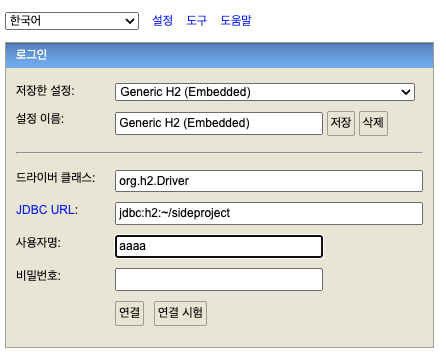 한국어 설정 도구 도움말
로그인
저장한 설정: Generic H2 (Embedded)
설정 이름: Generic H2 (Embedded) 저장 삭제
드라이버 클래스: org.h2.Driver
JDBC URL: jdbc:h2:~/sideproject
사용자명: aaaa
비밀번호:
연결 연결 시험